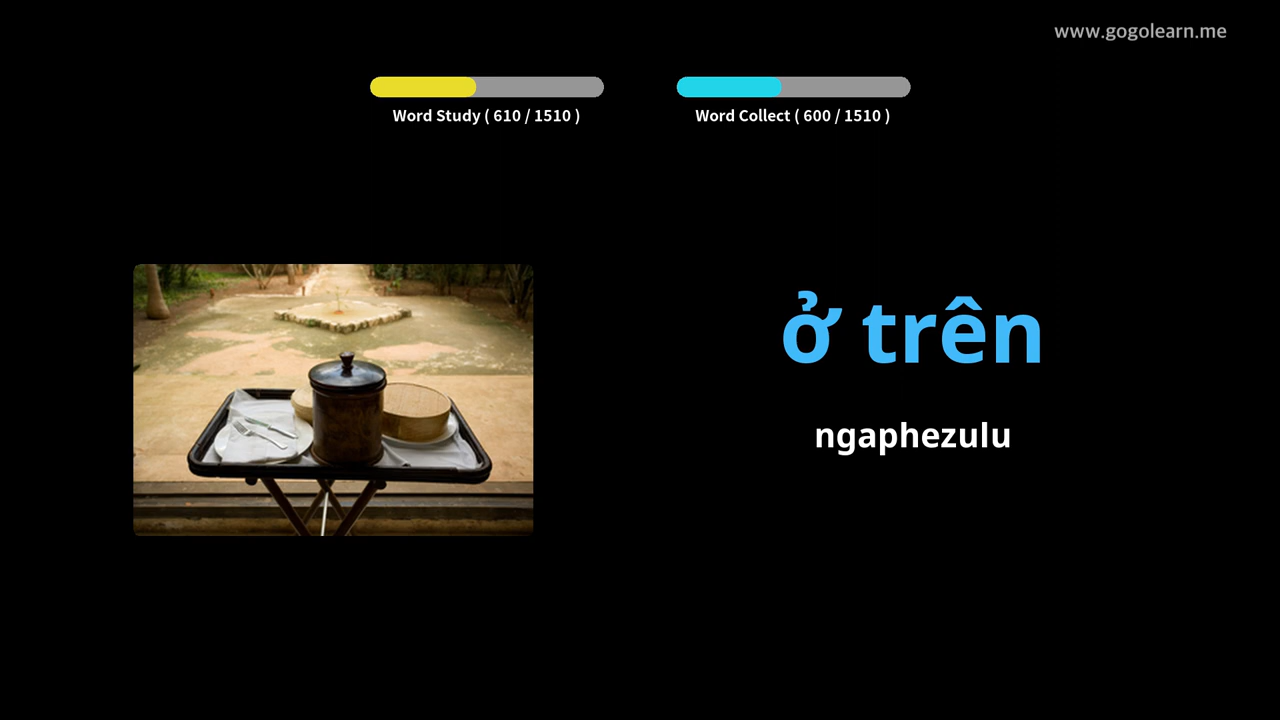 www.gogolearn.me
Word Study ( 610 / 1510 )
Word Collect ( 600 / 1510 )
ở trên
ngaphezulu